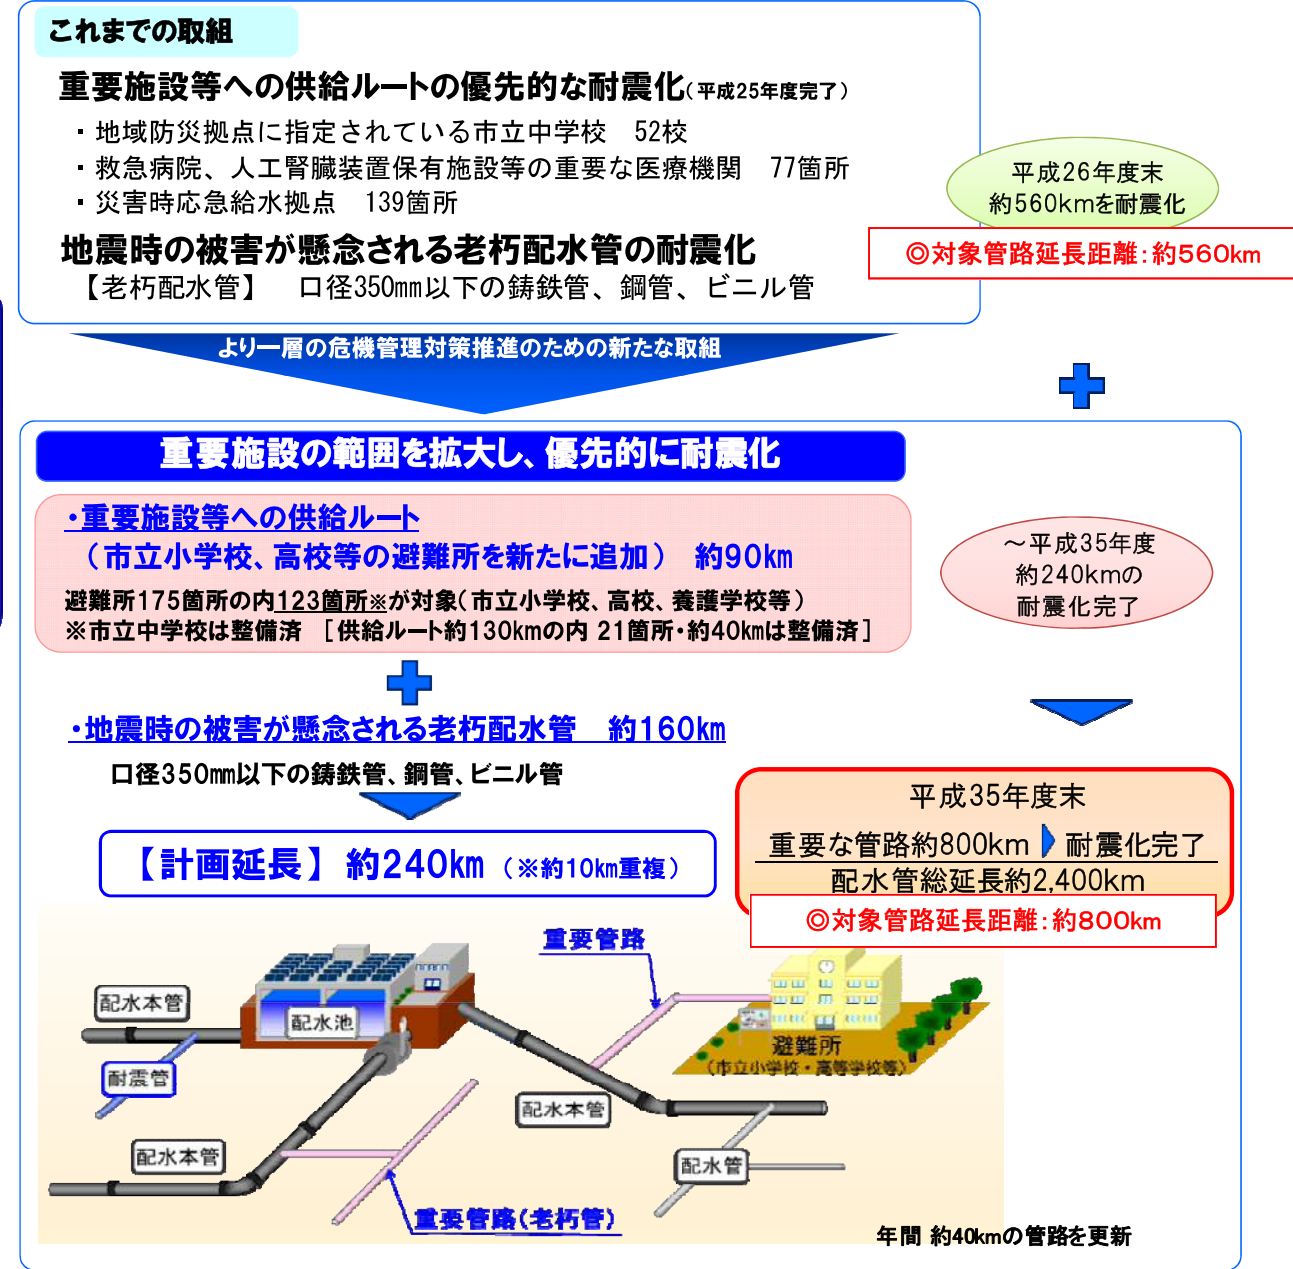 これまでの取組
重要施設等への供給ルートの優先的な耐震化(平成25年度完了)
・地域防災拠点に指定されている市立中学校　52校
・救急病院、人工腎臓装置保有施設等の重要な医療機関　77箇所
・災害時応急給水拠点　139箇所
地震時の被害が懸念される老朽配水管の耐震化
【老朽配水管】　口径350mm以下の鋳鉄管、鋼管、ビニル管
平成26年度末
約560kmを耐震化
◎対象管路延長距離：約560km
より一層の危機管理対策推進のための新たな取組
重要施設の範囲を拡大し、優先的に耐震化
・重要施設等への供給ルート
（市立小学校、高校等の避難所を新たに追加）　約90km
避難所175箇所の内123箇所※が対象(市立小学校、高校、養護学校等)
※市立中学校は整備済　[供給ルート約130kmの内 21箇所・約40kmは整備済]
～平成35年度
約240kmの
耐震化完了
・地震時の被害が懸念される老朽配水管　約160km
口径350mm以下の鋳鉄管、鋼管、ビニル管
【計画延長】 約240km（※約10km重複）
平成35年度末
重要な管路約800km 耐震化完了
配水管総延長約2,400km
◎対象管路延長距離：約800km
重要管路
配水本管
配水池
耐震管
避難所
(市立小学校・高等学校等)
配水本管
配水本管
配水管
重要管路(老朽管)
年間 約40kmの管路を更新